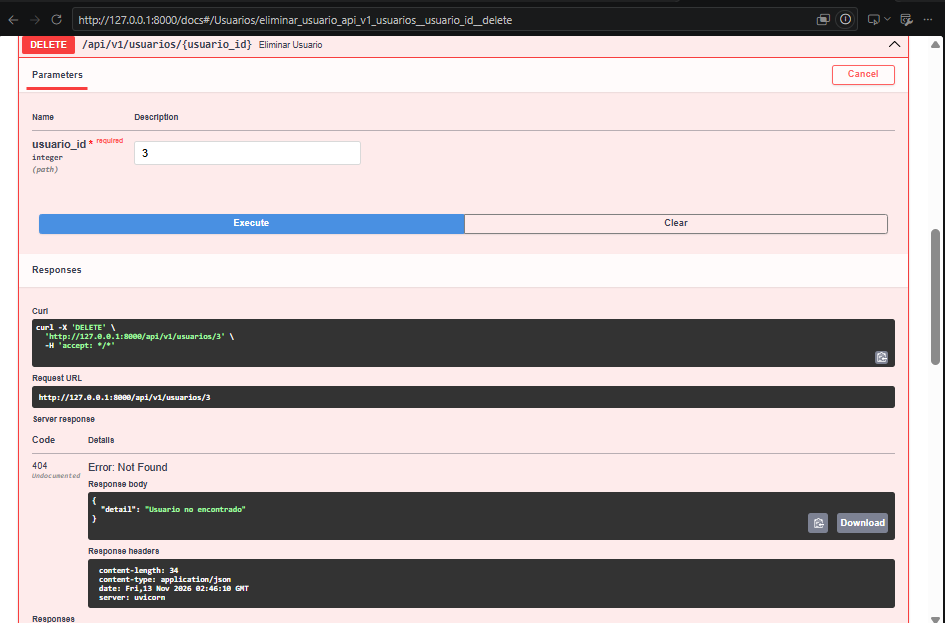 http://127.0.0.1:8000/docs#/Usuarios/eliminar_usuario_api_v1_usuarios__usuario_id__delete
DELETE /api/v1/usuarios/{usuario_id} Eliminar Usuario
Parameters
Cancel
Name Description
usuario_id * required
integer
(path)
3
Execute Clear
Responses
Curl
curl -X 'DELETE' \
'http://127.0.0.1:8000/api/v1/usuarios/3' \
-H 'accept: */*'
Request URL
http://127.0.0.1:8000/api/v1/usuarios/3
Server response
Code Details
404 Error: Not Found
Undocumented
Response body
{
"detail": "Usuario no encontrado"
}
Download
Response headers
content-length: 34
content-type: application/json
date: Fri,13 Nov 2026 02:46:10 GMT
server: uvicorn
Responses